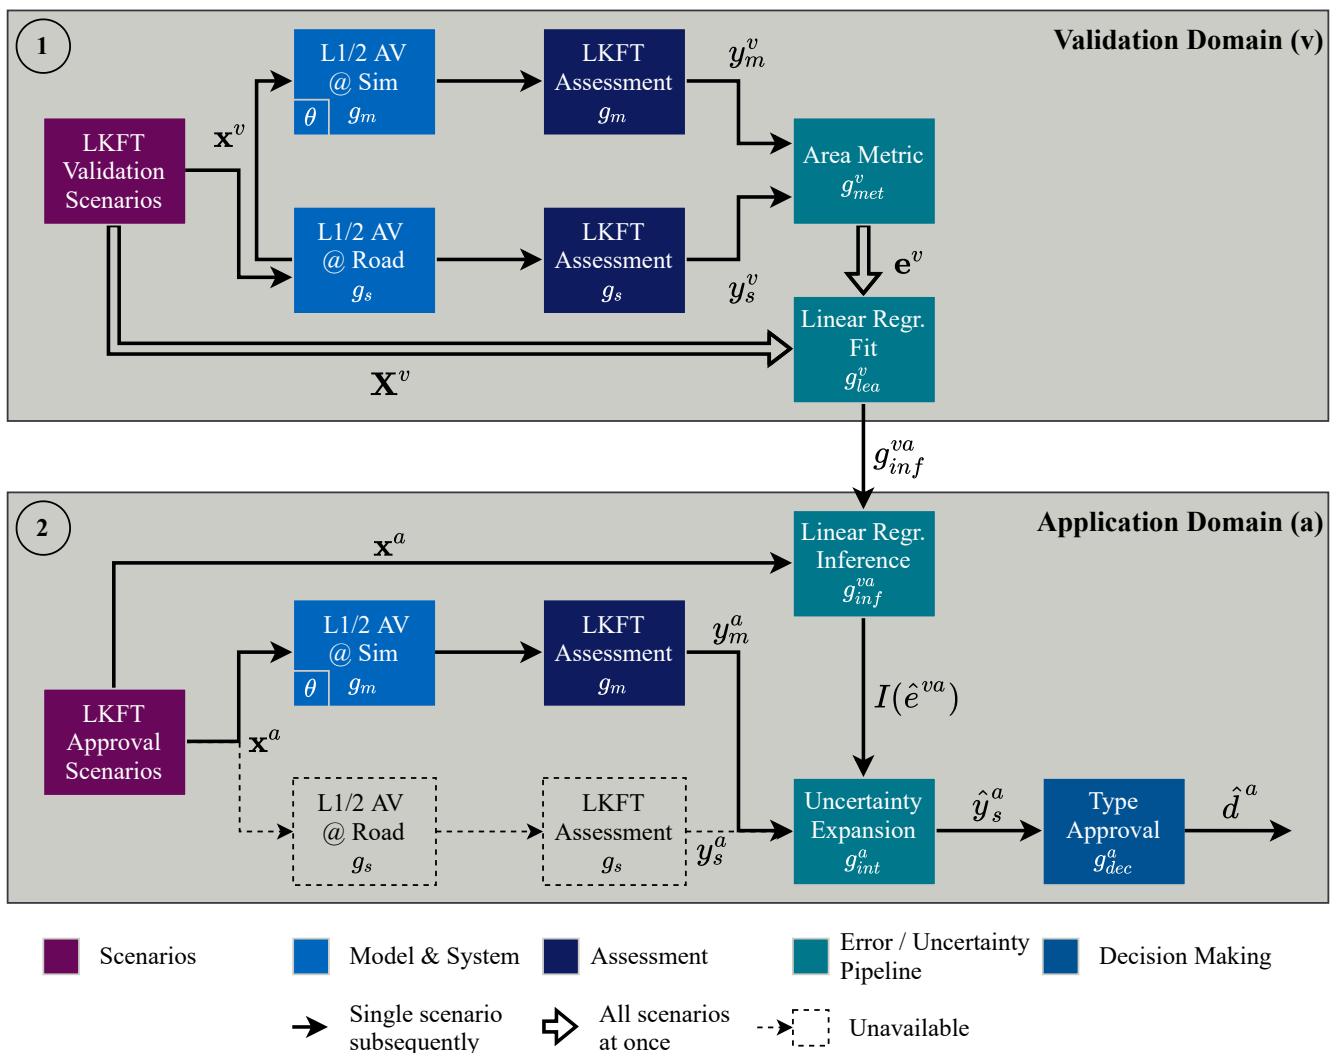 1
Validation Domain (v)
L1/2 AV
@ Sim
θ
g_m
LKFT
Assessment
g_m
y_m^v
LKFT
Validation
Scenarios
x^v
Area Metric
g_met^v
L1/2 AV
@ Road
g_s
LKFT
Assessment
g_s
y_s^v
e^v
Linear Regr.
Fit
g_lea^v
X^v
g_inf^va
2
Application Domain (a)
x^a
Linear Regr.
Inference
g_inf^va
L1/2 AV
@ Sim
θ
g_m
LKFT
Assessment
g_m
y_m^a
I(ê^va)
LKFT
Approval
Scenarios
x^a
L1/2 AV
@ Road
g_s
LKFT
Assessment
g_s
y_s^a
Uncertainty
Expansion
g_int^a
ŷ_s^a
Type
Approval
g_dec^a
d̂^a
Scenarios
Model & System
Assessment
Error / Uncertainty
Pipeline
Decision Making
Single scenario
subsequently
All scenarios
at once
Unavailable